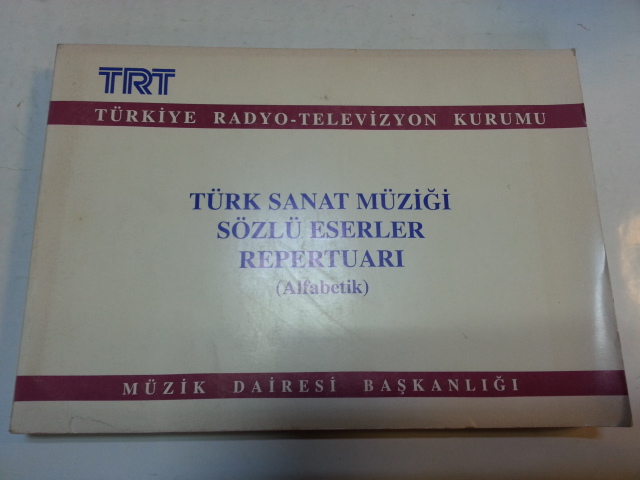 TRT
TÜRKİYE RADYO-TELEVİZYON KURUMU
TÜRK SANAT MÜZİĞİ
SÖZLÜ ESERLER
REPERTUARI
(Alfabetik)
MÜZİK DAİRESİ BAŞKANLIĞI